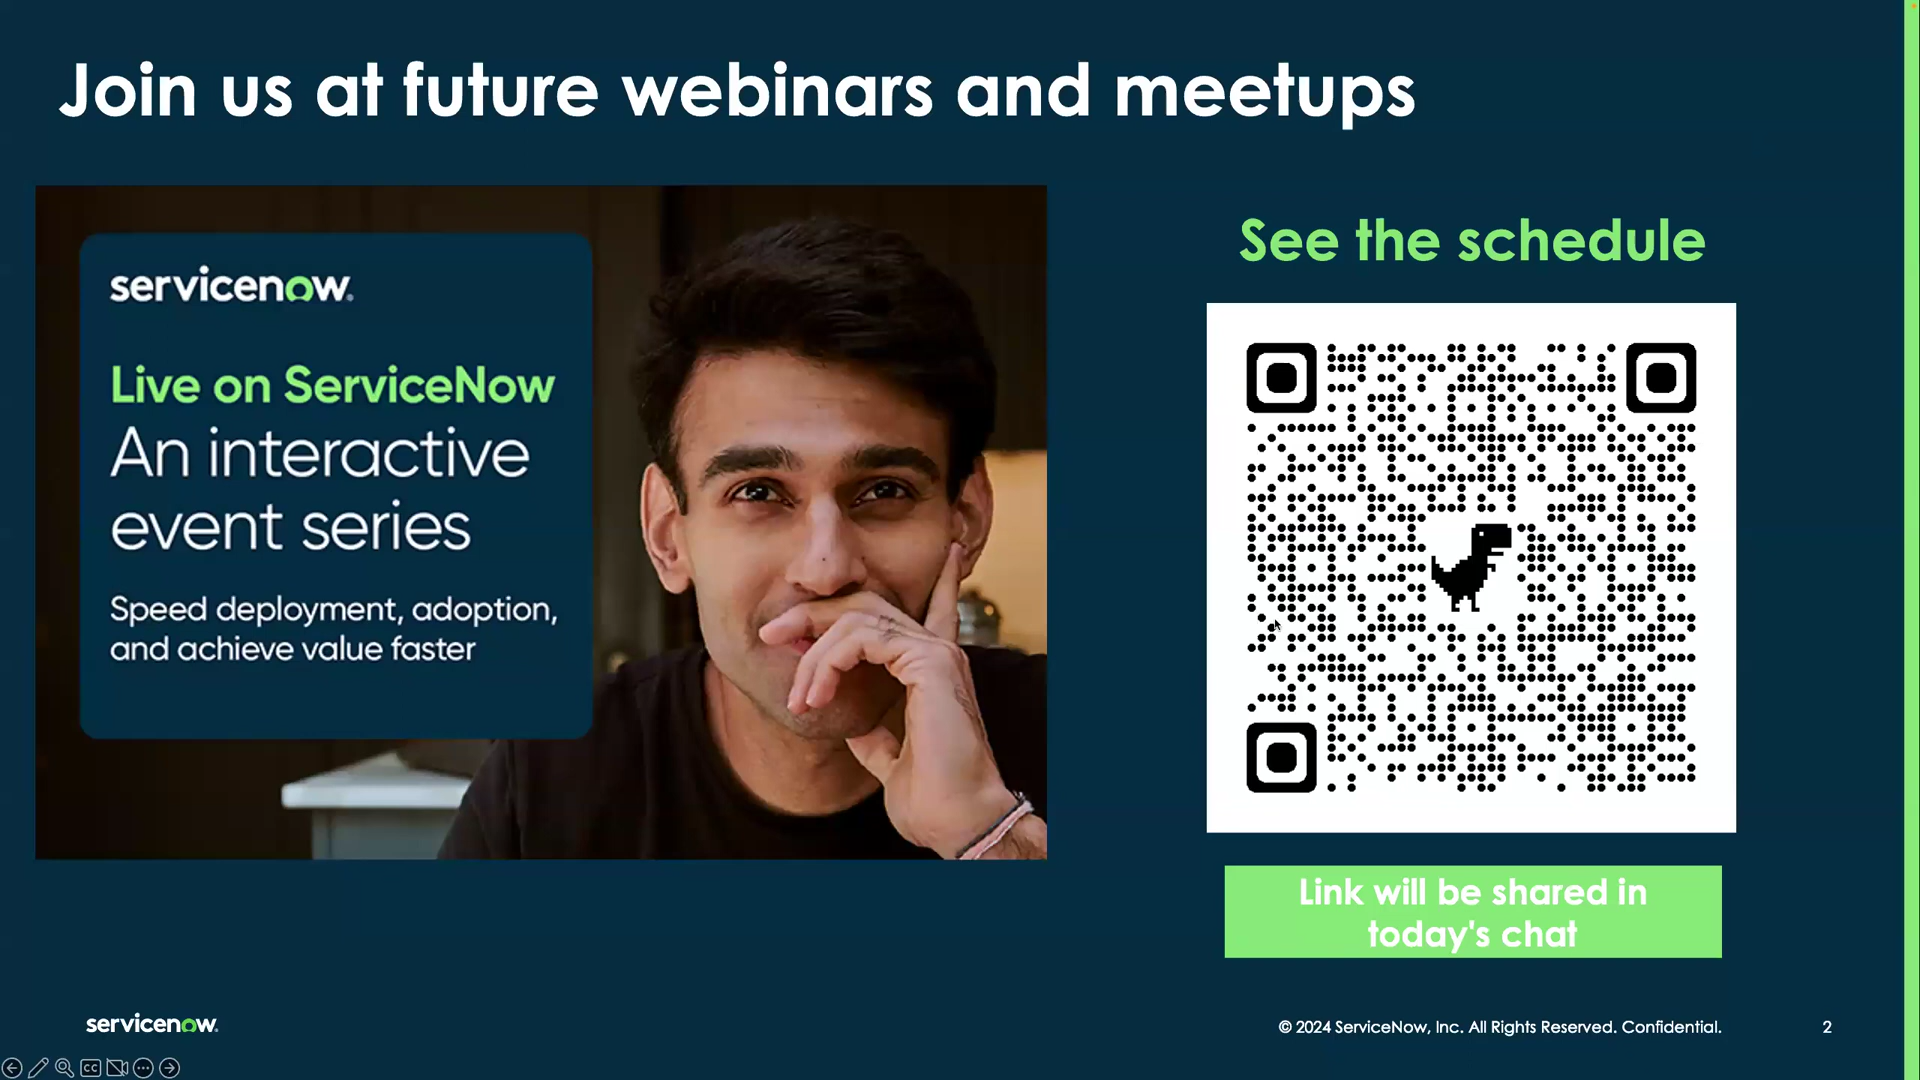 Join us at future webinars and meetups
servicenow.
Live on ServiceNow
An interactive
event series
Speed deployment, adoption,
and achieve value faster
See the schedule
Link will be shared in
today's chat
servicenow.
© 2024 ServiceNow, Inc. All Rights Reserved. Confidential.
2
CC